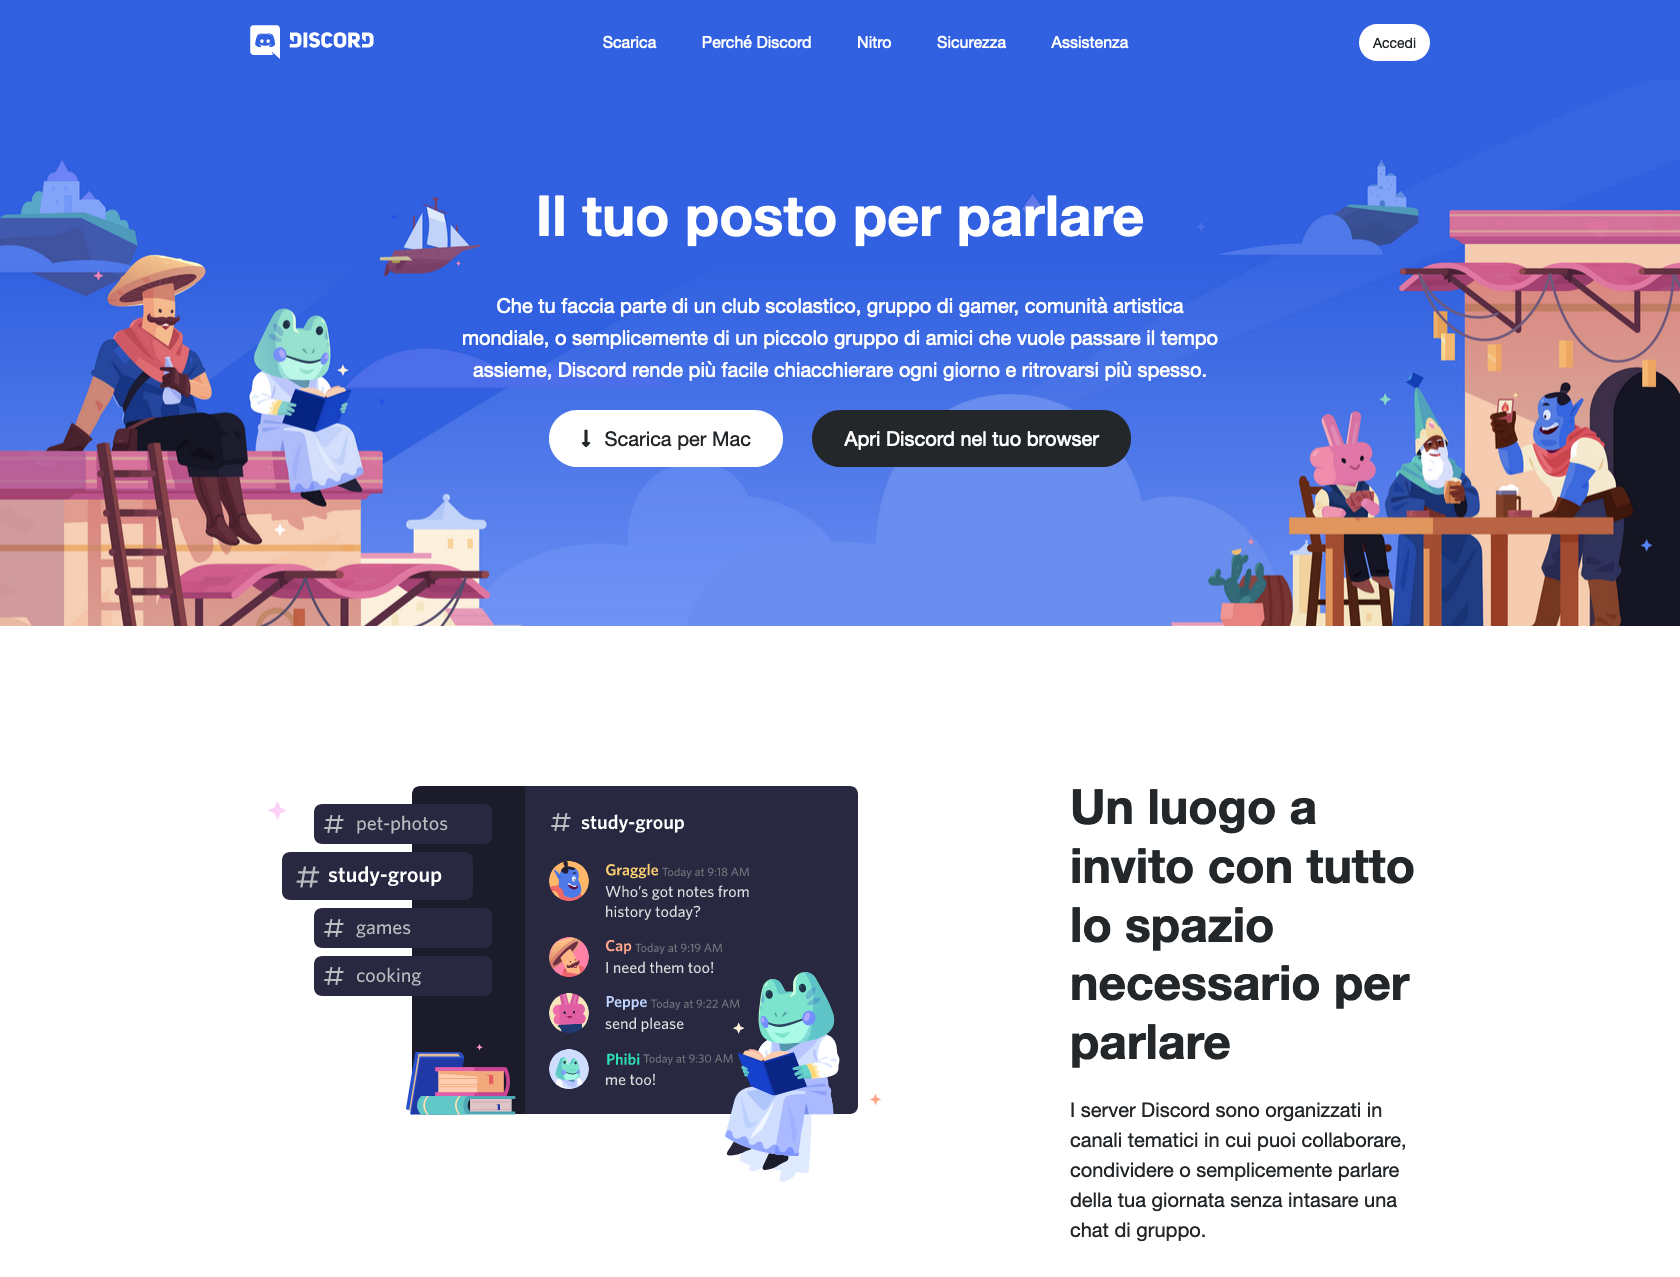 DISCORD
Scarica
Perché Discord
Nitro
Sicurezza
Assistenza
Accedi
Il tuo posto per parlare
Che tu faccia parte di un club scolastico, gruppo di gamer, comunità artistica
mondiale, o semplicemente di un piccolo gruppo di amici che vuole passare il tempo
assieme, Discord rende più facile chiacchierare ogni giorno e ritrovarsi più spesso.
Scarica per Mac
Apri Discord nel tuo browser
# pet-photos
# study-group
# games
# cooking
# study-group
Graggle Today at 9:18 AM
Who's got notes from
history today?
Cap Today at 9:19 AM
I need them too!
Peppe Today at 9:22 AM
send please
Phibi Today at 9:30 AM
me too!
Un luogo a
invito con tutto
lo spazio
necessario per
parlare
I server Discord sono organizzati in
canali tematici in cui puoi collaborare,
condividere o semplicemente parlare
della tua giornata senza intasare una
chat di gruppo.